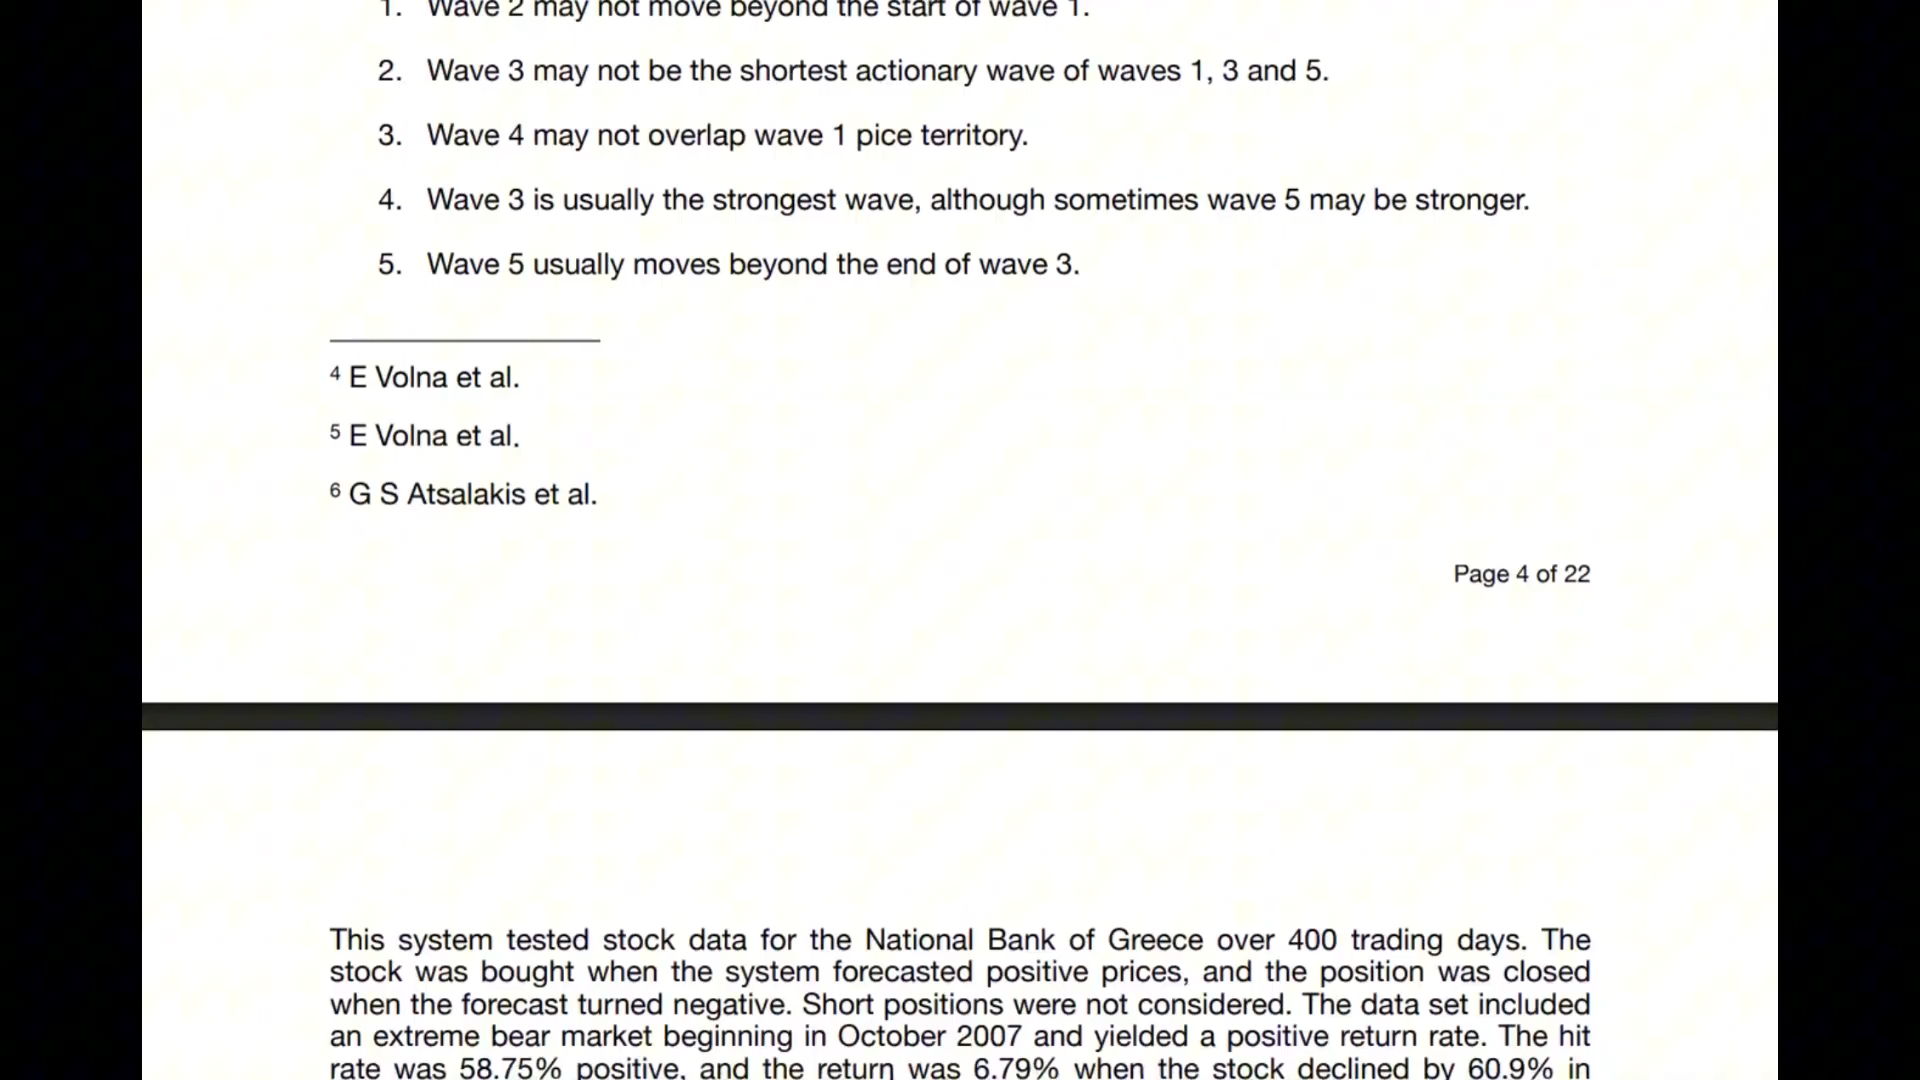 1. Wave 2 may not move beyond the start of wave 1.
2. Wave 3 may not be the shortest actionary wave of waves 1, 3 and 5.
3. Wave 4 may not overlap wave 1 pice territory.
4. Wave 3 is usually the strongest wave, although sometimes wave 5 may be stronger.
5. Wave 5 usually moves beyond the end of wave 3.
4 E Volna et al.
5 E Volna et al.
6 G S Atsalakis et al.
Page 4 of 22
This system tested stock data for the National Bank of Greece over 400 trading days. The
stock was bought when the system forecasted positive prices, and the position was closed
when the forecast turned negative. Short positions were not considered. The data set included
an extreme bear market beginning in October 2007 and yielded a positive return rate. The hit
rate was 58.75% positive, and the return was 6.79% when the stock declined by 60.9% in